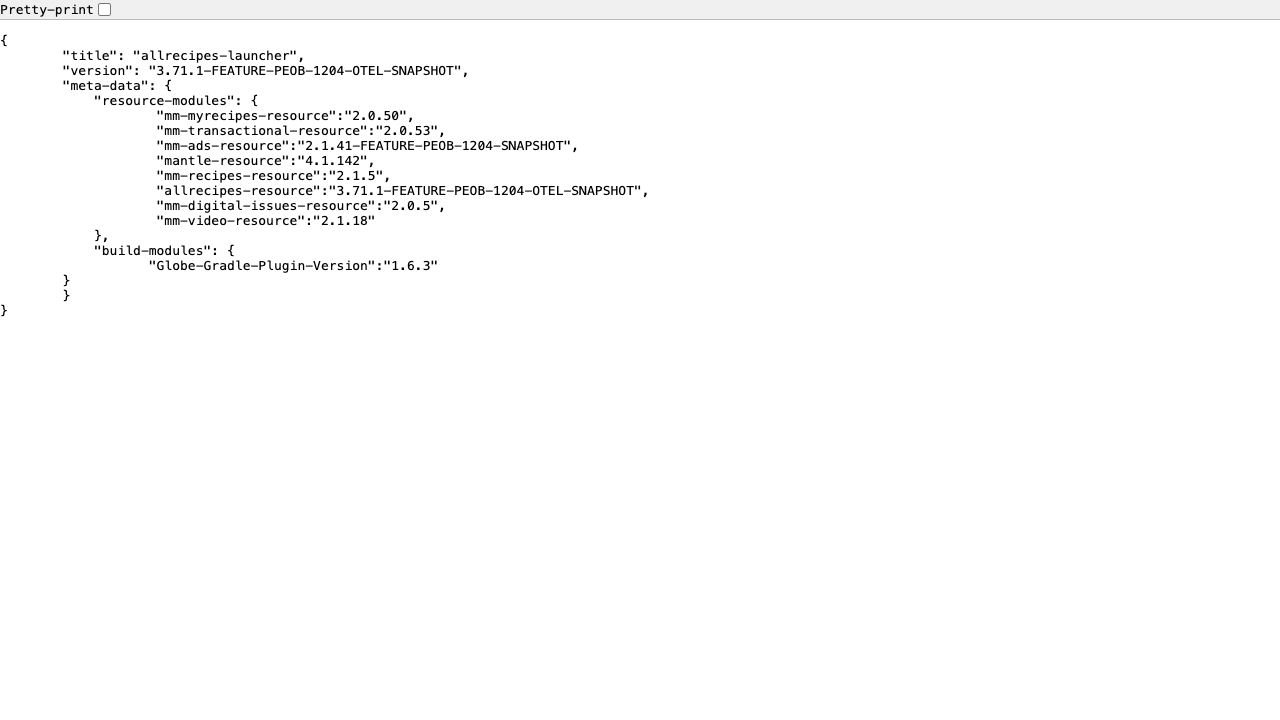 Pretty-print
{
"title": "allrecipes-launcher",
"version": "3.71.1-FEATURE-PEOB-1204-OTEL-SNAPSHOT",
"meta-data": {
"resource-modules": {
"mm-myrecipes-resource":"2.0.50",
"mm-transactional-resource":"2.0.53",
"mm-ads-resource":"2.1.41-FEATURE-PEOB-1204-SNAPSHOT",
"mantle-resource":"4.1.142",
"mm-recipes-resource":"2.1.5",
"allrecipes-resource":"3.71.1-FEATURE-PEOB-1204-OTEL-SNAPSHOT",
"mm-digital-issues-resource":"2.0.5",
"mm-video-resource":"2.1.18"
},
"build-modules": {
"Globe-Gradle-Plugin-Version":"1.6.3"
}
}
}